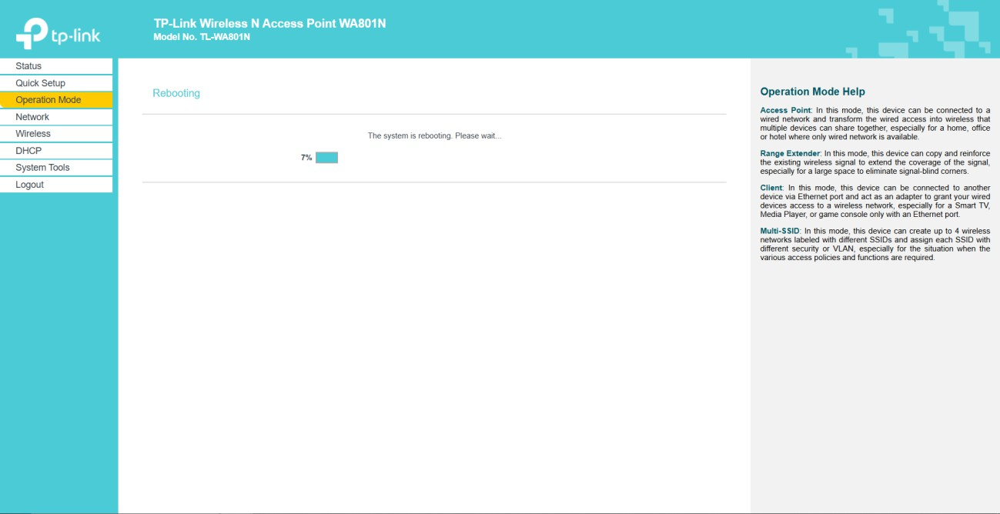 tp-link
TP-Link Wireless N Access Point WA801N
Model No. TL-WA801N
Status
Quick Setup
Operation Mode
Network
Wireless
DHCP
System Tools
Logout
Rebooting
The system is rebooting. Please wait...
7%
Operation Mode Help
Access Point: In this mode, this device can be connected to a
wired network and transform the wired access into wireless that
multiple devices can share together, especially for a home, office
or hotel where only wired network is available.
Range Extender: In this mode, this device can copy and reinforce
the existing wireless signal to extend the coverage of the signal,
especially for a large space to eliminate signal-blind corners.
Client: In this mode, this device can be connected to another
device via Ethernet port and act as an adapter to grant your wired
devices access to a wireless network, especially for a Smart TV,
Media Player, or game console only with an Ethernet port.
Multi-SSID: In this mode, this device can create up to 4 wireless
networks labeled with different SSIDs and assign each SSID with
different security or VLAN, especially for the situation when the
various access policies and functions are required.